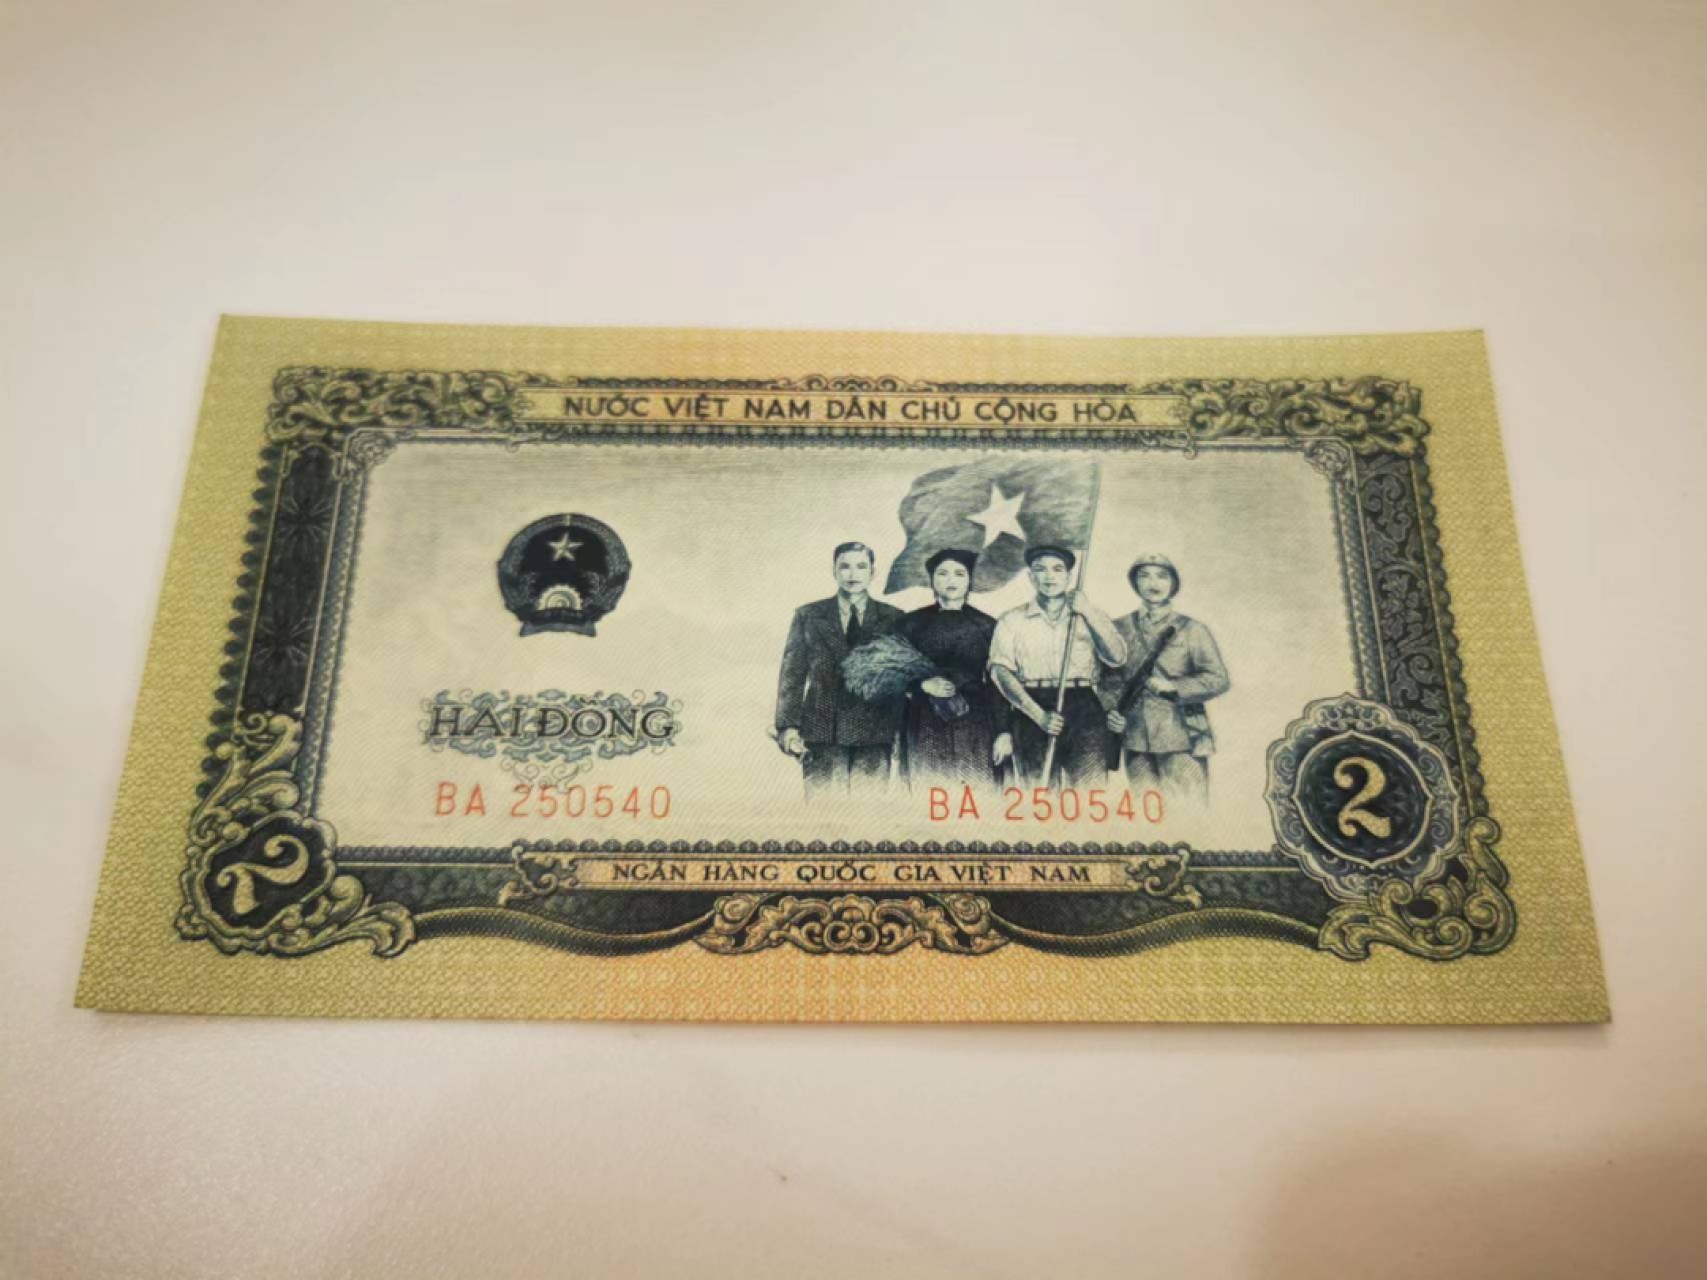 NƯỚC VIỆT NAM DÂN CHỦ CỘNG HÒA
HAI ĐỒNG
BA 250540
BA 250540
2
2
NGÂN HÀNG QUỐC GIA VIỆT NAM